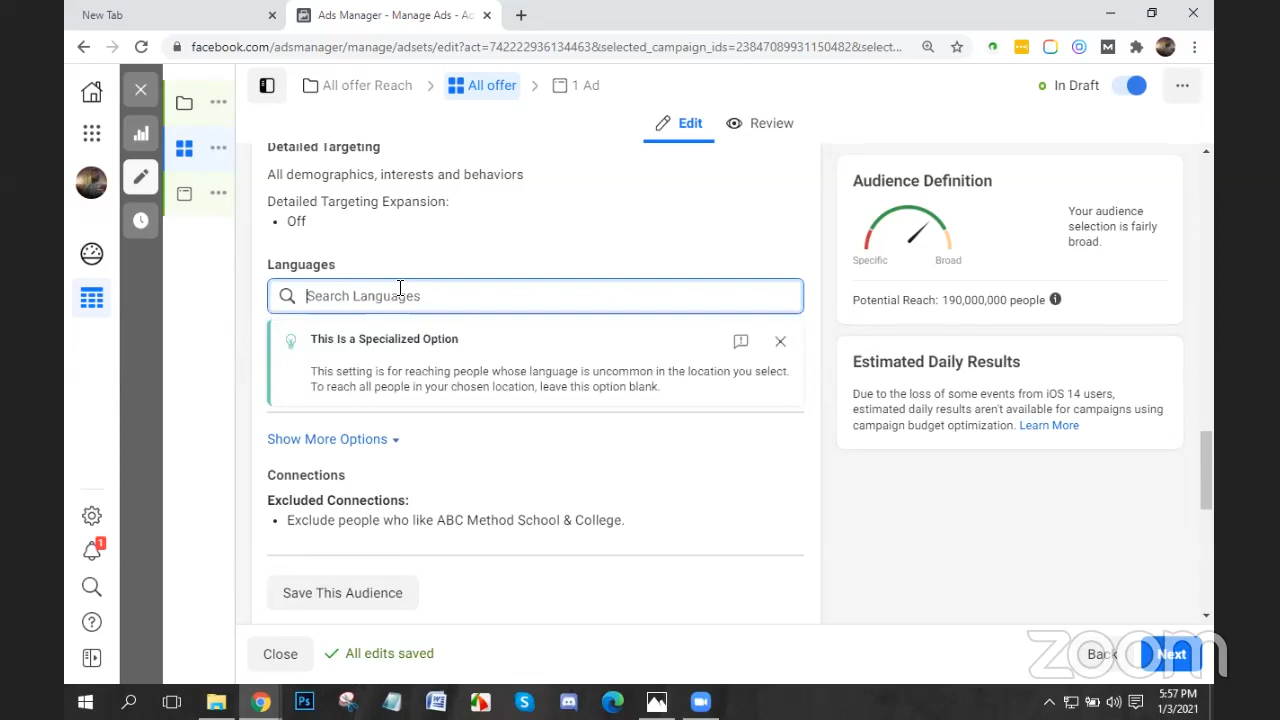 New Tab
Ads Manager - Manage Ads - Ac
facebook.com/adsmanager/manage/adsets/edit?act=742222936134463&selected_campaign_ids=23847089931150482&selec...
All offer Reach
All offer
1 Ad
In Draft
Edit
Review
Detailed Targeting
All demographics, interests and behaviors
Detailed Targeting Expansion:
• Off
Languages
Search Languages
This Is a Specialized Option
This setting is for reaching people whose language is uncommon in the location you select.
To reach all people in your chosen location, leave this option blank.
Show More Options
Connections
Excluded Connections:
• Exclude people who like ABC Method School & College.
Save This Audience
Close
All edits saved
Back
Next
Audience Definition
Specific
Broad
Your audience
selection is fairly
broad.
Potential Reach: 190,000,000 people
Estimated Daily Results
Due to the loss of some events from iOS 14 users,
estimated daily results aren't available for campaigns using
campaign budget optimization. Learn More
1
zoom
5:57 PM
1/3/2021